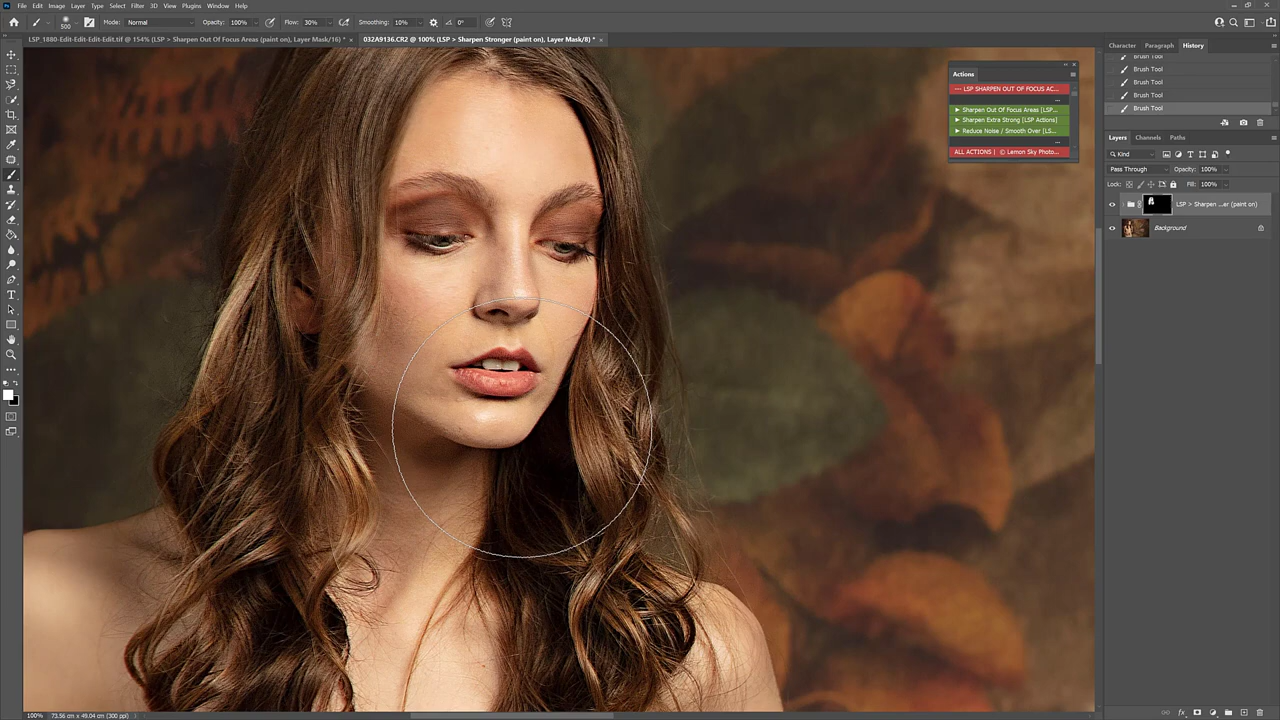 File Edit Image Layer Type Select Filter 3D View Plugins Window Help
500 Mode: Normal Opacity: 100% Flow: 30% Smoothing: 10% 0°
LSP_1880-Edit-Edit-Edit-Edit.tif @ 154% (LSP > Sharpen Out Of Focus Areas (paint on), Layer Mask/16) * × 032A9136.CR2 @ 100% (LSP > Sharpen Stronger (paint on), Layer Mask/8) * ×
Character Paragraph History
Brush Tool
Brush Tool
Brush Tool
Brush Tool
Brush Tool
Actions
--- LSP SHARPEN OUT OF FOCUS AC...
...
Sharpen Out Of Focus Areas [LSP...
Sharpen Extra Strong [LSP Actions]
Reduce Noise / Smooth Over [LS...
...
ALL ACTIONS | © Lemon Sky Photo...
Layers Channels Paths
Kind
Pass Through Opacity: 100%
Lock: Fill: 100%
LSP > Sharpen ...er (paint on)
Background
100% 73.56 cm x 49.04 cm (300 ppi)